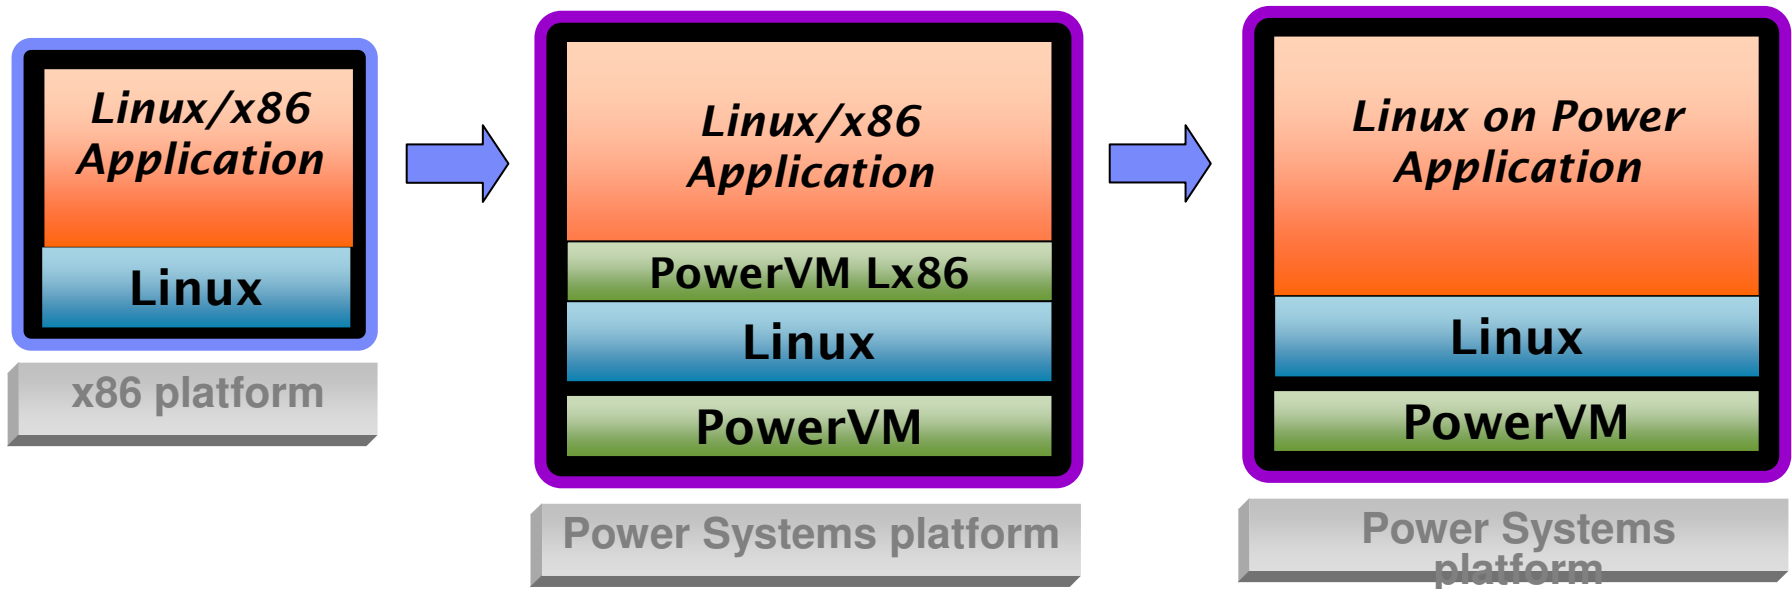 Linux/x86
Application
Linux
x86 platform
Linux/x86
Application
PowerVM Lx86
Linux
PowerVM
Power Systems platform
Linux on Power
Application
Linux
PowerVM
Power Systems
platform